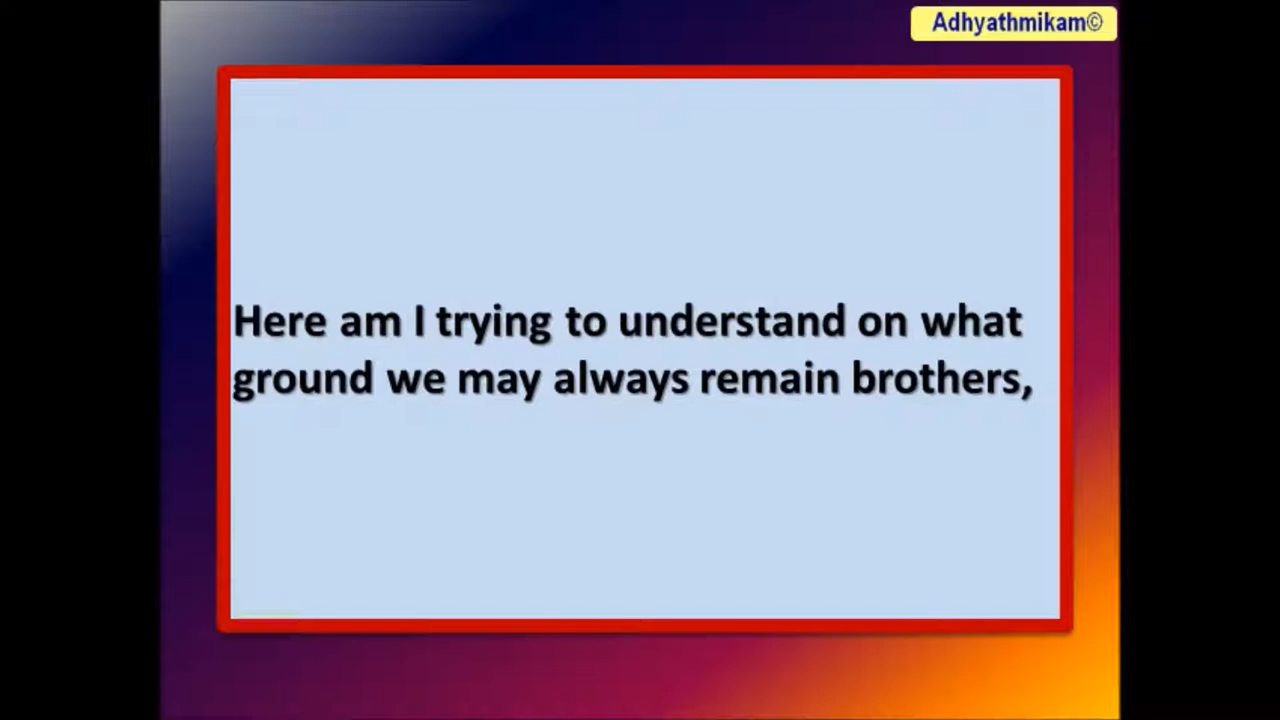 Adhyathmikam©
Here am I trying to understand on what
ground we may always remain brothers,